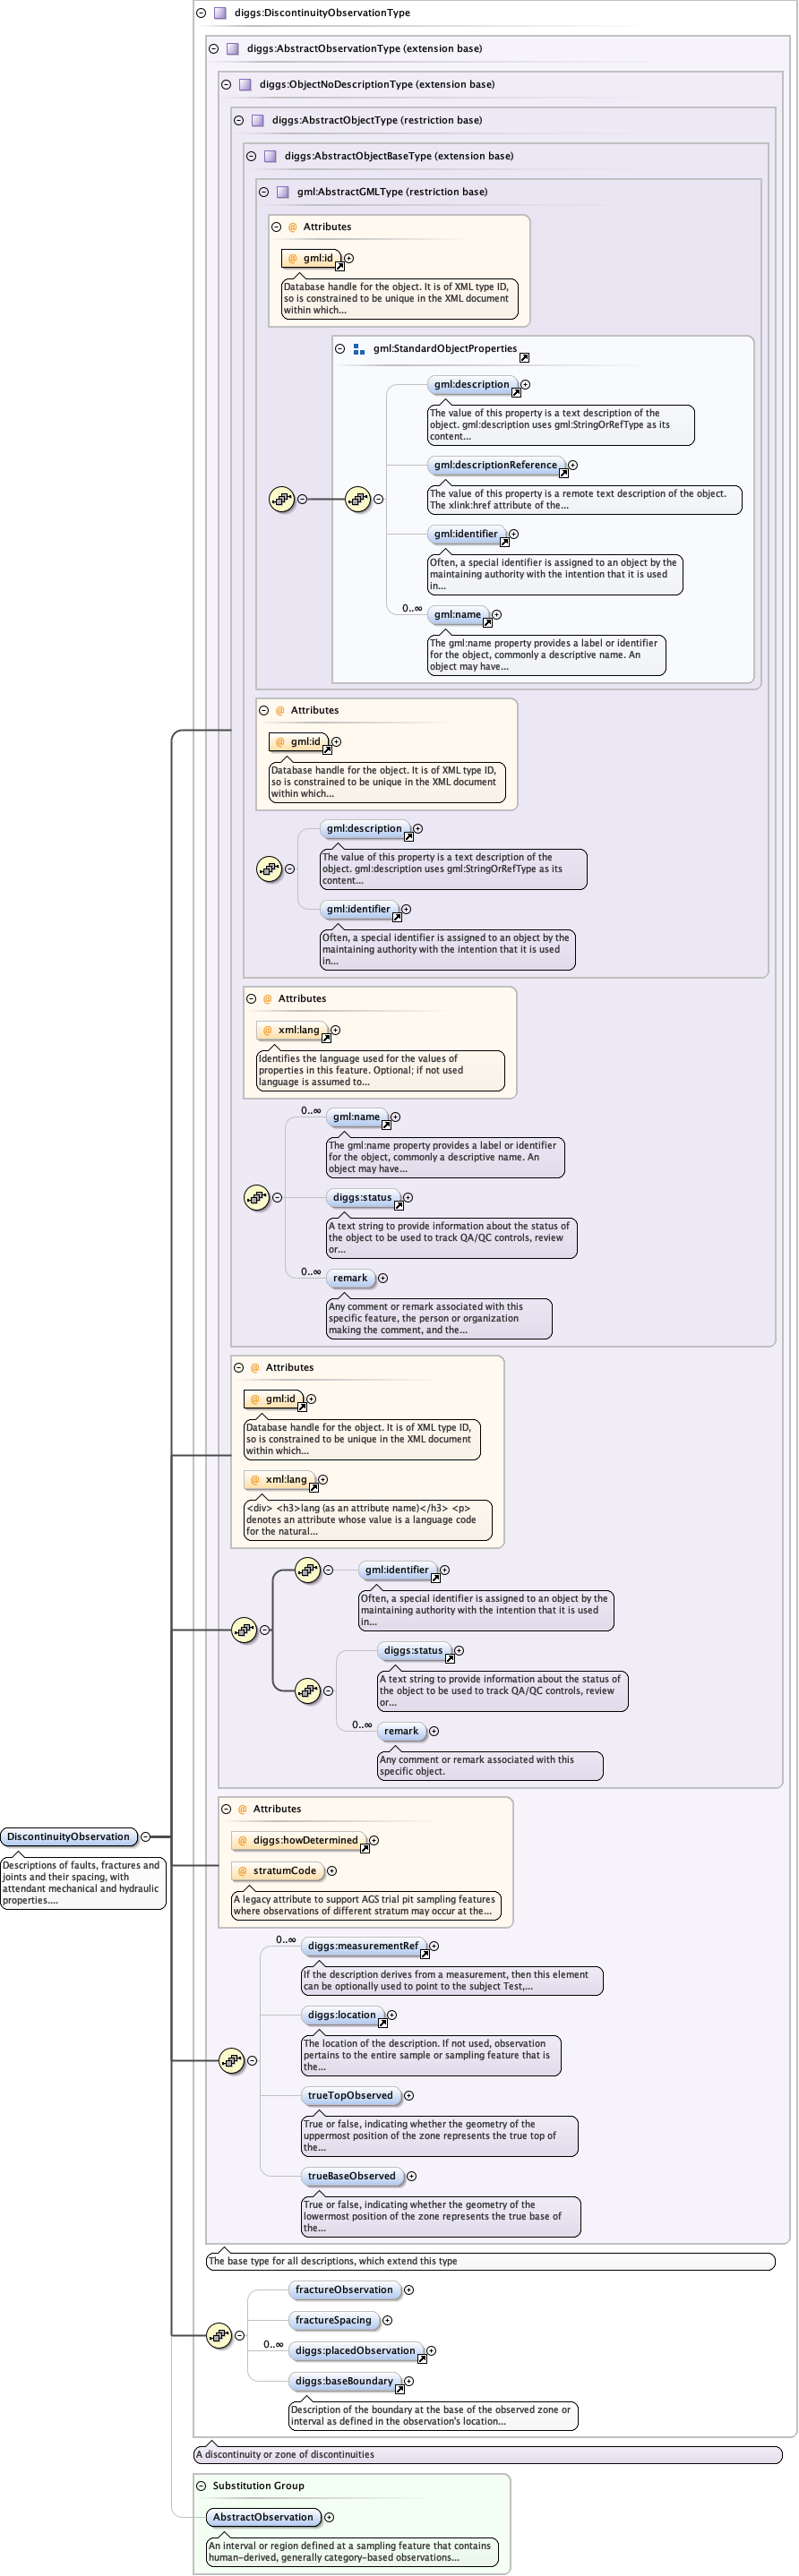 diggs:DiscontinuityObservationType
diggs:AbstractObservationType (extension base)
diggs:ObjectNoDescriptionType (extension base)
diggs:AbstractObjectType (restriction base)
diggs:AbstractObjectBaseType (extension base)
gml:AbstractGMLType (restriction base)
@ Attributes
@ gml:id
Database handle for the object. It is of XML type ID,
so is constrained to be unique in the XML document
within which...
gml:StandardObjectProperties
gml:description
The value of this property is a text description of the
object. gml:description uses gml:StringOrRefType as its
content...
gml:descriptionReference
The value of this property is a remote text description of the object.
The xlink:href attribute of the...
gml:identifier
Often, a special identifier is assigned to an object by the
maintaining authority with the intention that it is used
in...
0..∞
gml:name
The gml:name property provides a label or identifier
for the object, commonly a descriptive name. An
object may have...
@ Attributes
@ gml:id
Database handle for the object. It is of XML type ID,
so is constrained to be unique in the XML document
within which...
gml:description
The value of this property is a text description of the
object. gml:description uses gml:StringOrRefType as its
content...
gml:identifier
Often, a special identifier is assigned to an object by the
maintaining authority with the intention that it is used
in...
@ Attributes
@ xml:lang
Identifies the language used for the values of
properties in this feature. Optional; if not used
language is assumed to...
0..∞
gml:name
The gml:name property provides a label or identifier
for the object, commonly a descriptive name. An
object may have...
diggs:status
A text string to provide information about the status of
the object to be used to track QA/QC controls, review
or...
0..∞
remark
Any comment or remark associated with this
specific feature, the person or organization
making the comment, and the...
@ Attributes
@ gml:id
Database handle for the object. It is of XML type ID,
so is constrained to be unique in the XML document
within which...
@ xml:lang
<div> <h3>lang (as an attribute name)</h3> <p>
denotes an attribute whose value is a language code
for the natural...
gml:identifier
Often, a special identifier is assigned to an object by the
maintaining authority with the intention that it is used
in...
diggs:status
A text string to provide information about the status of
the object to be used to track QA/QC controls, review
or...
0..∞
remark
Any comment or remark associated with this
specific object.
@ Attributes
@ diggs:howDetermined
@ stratumCode
A legacy attribute to support AGS trial pit sampling features
where observations of different stratum may occur at the...
DiscontinuityObservation
Descriptions of faults, fractures and
joints and their spacing, with
attendant mechanical and hydraulic
properties....
0..∞
diggs:measurementRef
If the description derives from a measurement, then this element
can be optionally used to point to the subject Test,...
diggs:location
The location of the description. If not used, observation
pertains to the entire sample or sampling feature that is
the...
trueTopObserved
True or false, indicating whether the geometry of the
uppermost position of the zone represents the true top of
the...
trueBaseObserved
True or false, indicating whether the geometry of the
lowermost position of the zone represents the true base of
the...
The base type for all descriptions, which extend this type
fractureObservation
fractureSpacing
0..∞
diggs:placedObservation
diggs:baseBoundary
Description of the boundary at the base of the observed zone or
interval as defined in the observation's location...
A discontinuity or zone of discontinuities
Substitution Group
AbstractObservation
An interval or region defined at a sampling feature that contains
human-derived, generally category-based observations...